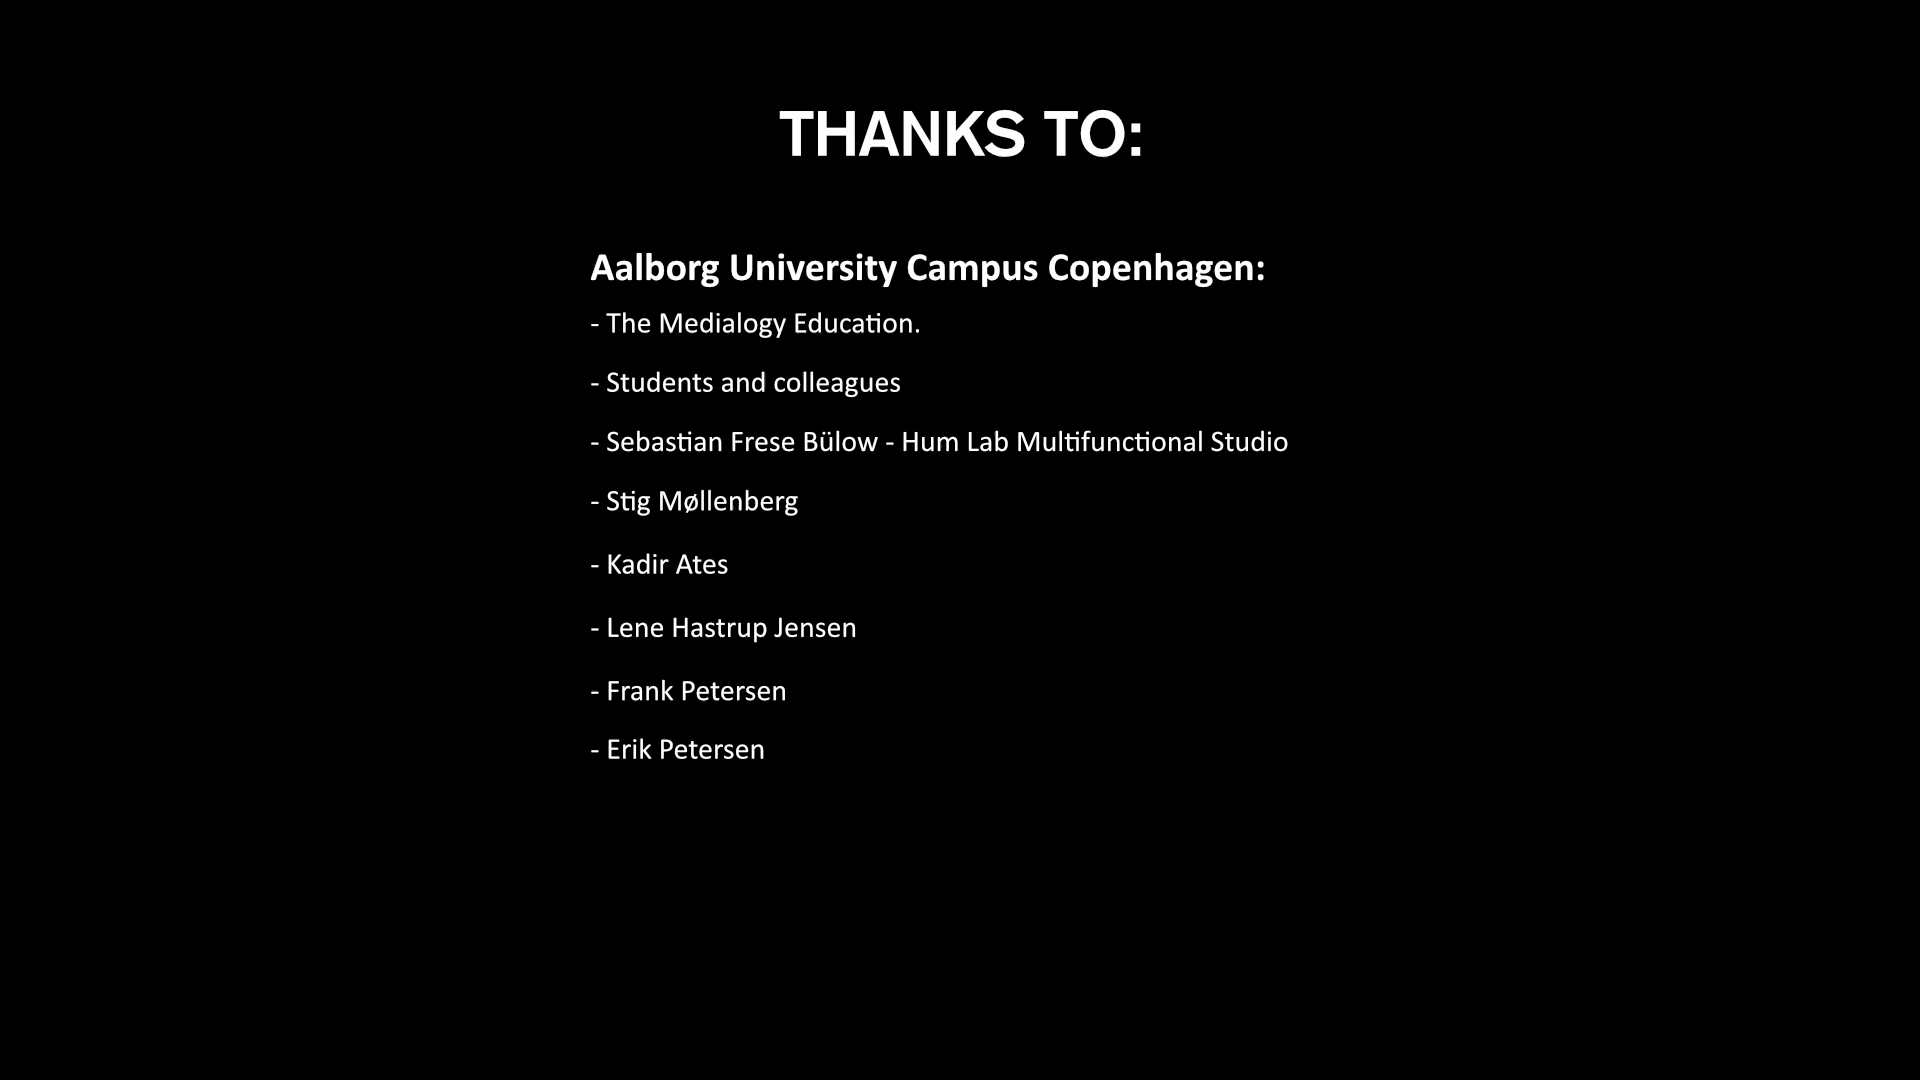 THANKS TO:
Aalborg University Campus Copenhagen:
- The Medialogy Education.
- Students and colleagues
- Sebastian Frese Bülow - Hum Lab Multifunctional Studio
- Stig Møllenberg
- Kadir Ates
- Lene Hastrup Jensen
- Frank Petersen
- Erik Petersen